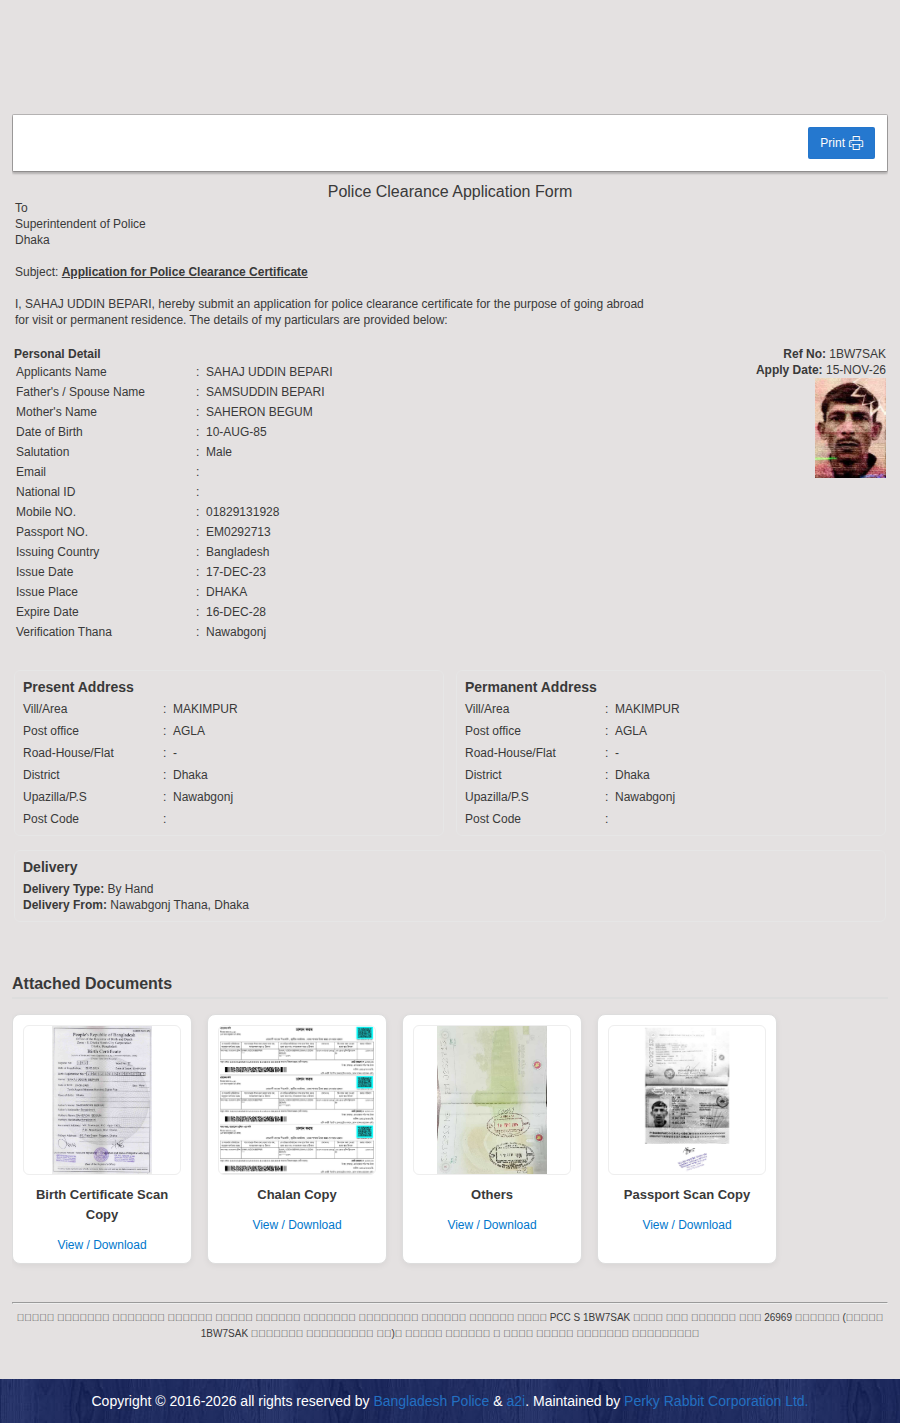 Print
Police Clearance Application Form
To
Superintendent of Police
Dhaka
Subject: Application for Police Clearance Certificate
I, SAHAJ UDDIN BEPARI, hereby submit an application for police clearance certificate for the purpose of going abroad
for visit or permanent residence. The details of my particulars are provided below:
Personal Detail
Ref No: 1BW7SAK
Apply Date: 15-NOV-26
Applicants Name : SAHAJ UDDIN BEPARI
Father's / Spouse Name : SAMSUDDIN BEPARI
Mother's Name : SAHERON BEGUM
Date of Birth : 10-AUG-85
Salutation : Male
Email :
National ID :
Mobile NO. : 01829131928
Passport NO. : EM0292713
Issuing Country : Bangladesh
Issue Date : 17-DEC-23
Issue Place : DHAKA
Expire Date : 16-DEC-28
Verification Thana : Nawabgonj
Present Address
Vill/Area : MAKIMPUR
Post office : AGLA
Road-House/Flat : -
District : Dhaka
Upazilla/P.S : Nawabgonj
Post Code :
Permanent Address
Vill/Area : MAKIMPUR
Post office : AGLA
Road-House/Flat : -
District : Dhaka
Upazilla/P.S : Nawabgonj
Post Code :
Delivery
Delivery Type: By Hand
Delivery From: Nawabgonj Thana, Dhaka
Attached Documents
People's Republic of Bangladesh
Birth Certificate
Birth Certificate Scan
Copy
View / Download
Chalan Copy
View / Download
Others
View / Download
Passport Scan Copy
View / Download
PCC S 1BW7SAK 26969 (
1BW7SAK )
Copyright © 2016-2026 all rights reserved by Bangladesh Police & a2i. Maintained by Perky Rabbit Corporation Ltd.